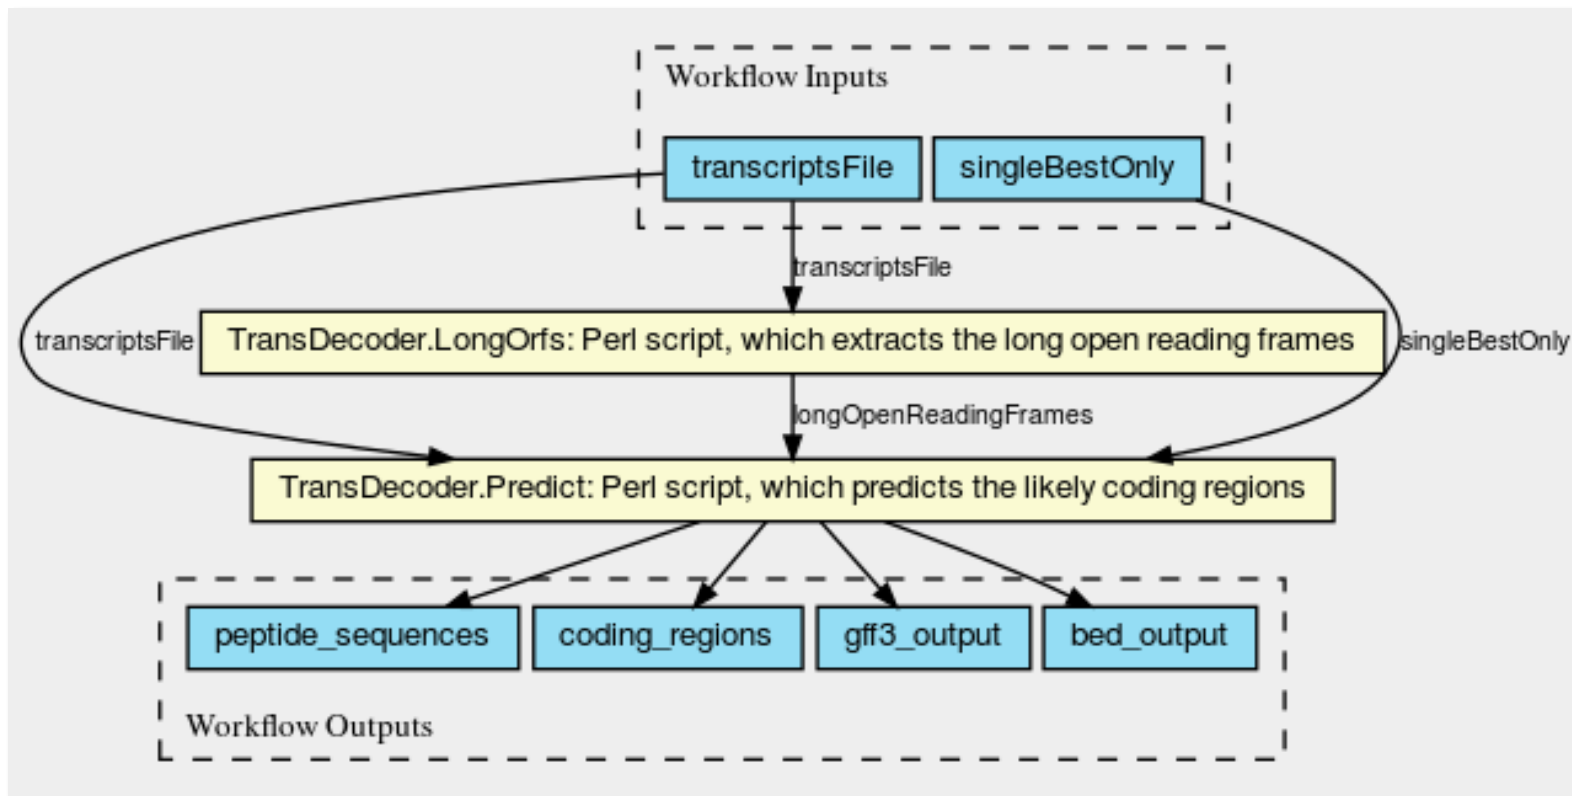 Workflow Inputs
transcriptsFile
singleBestOnly
transcriptsFile
transcriptsFile
TransDecoder.LongOrfs: Perl script, which extracts the long open reading frames
singleBestOnly
longOpenReadingFrames
TransDecoder.Predict: Perl script, which predicts the likely coding regions
peptide_sequences
coding_regions
gff3_output
bed_output
Workflow Outputs